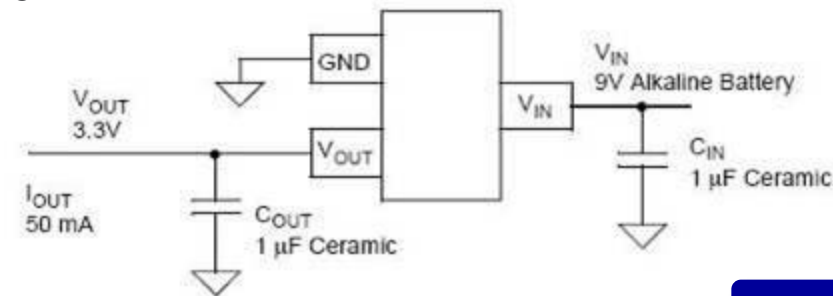 GND
V_IN
9V Alkaline Battery
V_OUT
3.3V
V_IN
V_OUT
C_IN
1 µF Ceramic
I_OUT
50 mA
C_OUT
1 µF Ceramic